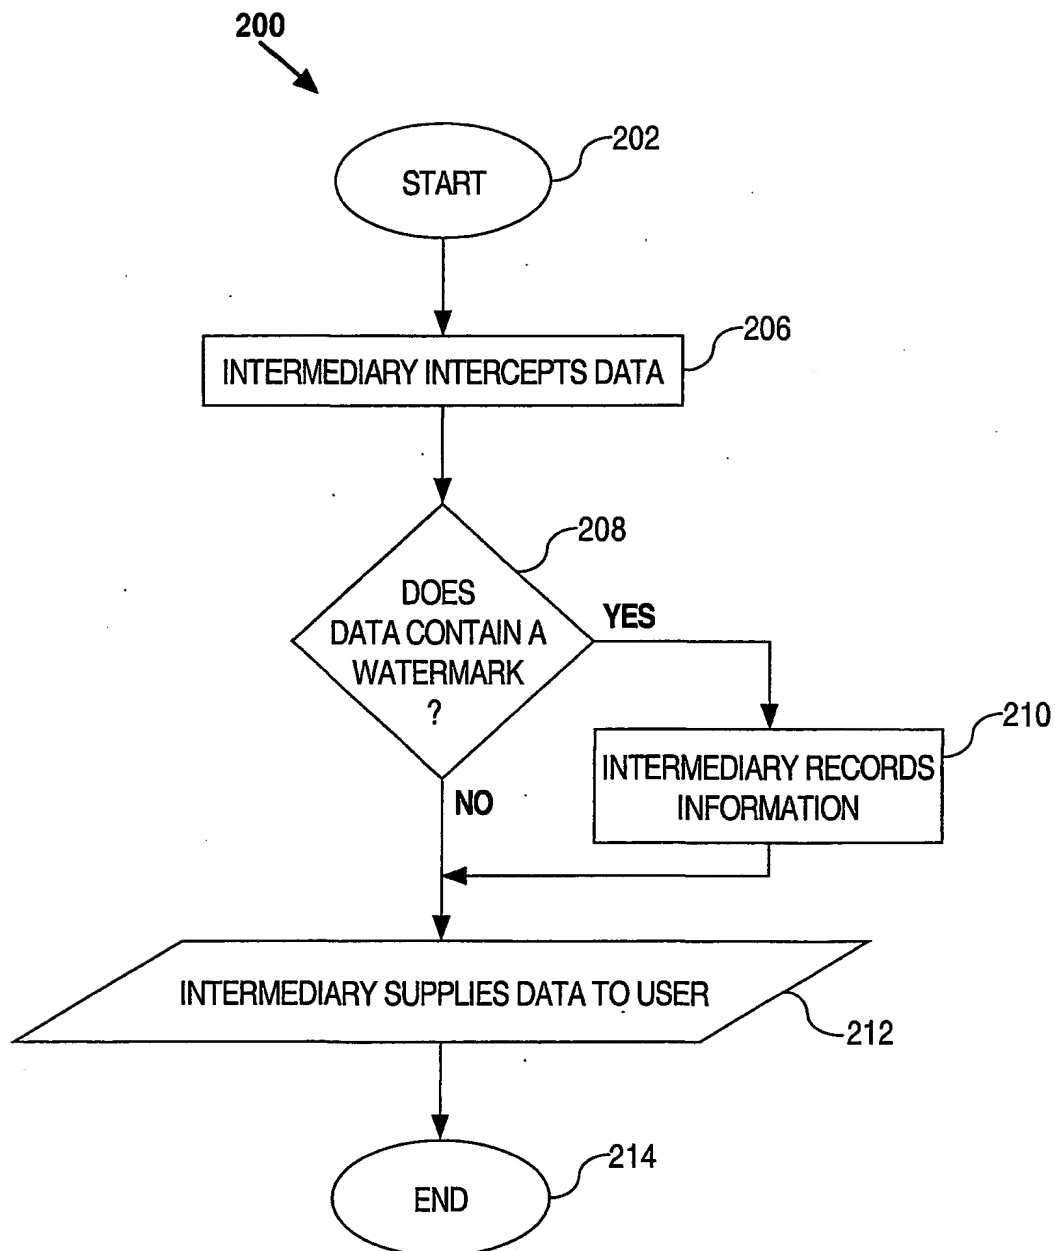 200
START
202
INTERMEDIARY INTERCEPTS DATA
206
208
DOES
DATA CONTAIN A
WATERMARK
?
YES
210
INTERMEDIARY RECORDS
INFORMATION
NO
INTERMEDIARY SUPPLIES DATA TO USER
212
END
214